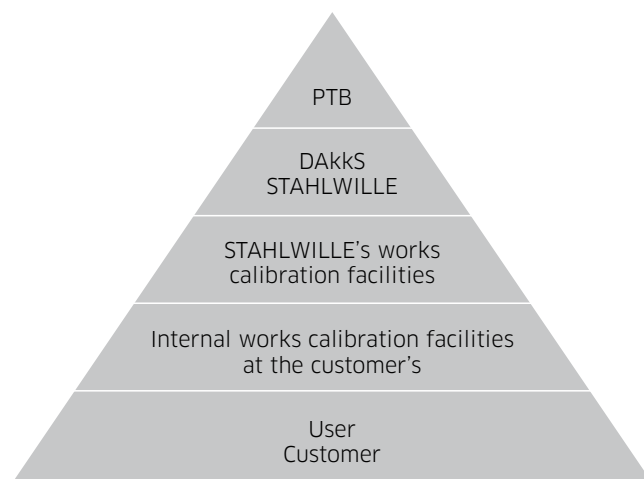 PTB
DAkkS
STAHLWILLE
STAHLWILLE’s works
calibration facilities
Internal works calibration facilities
at the customer’s
User
Customer